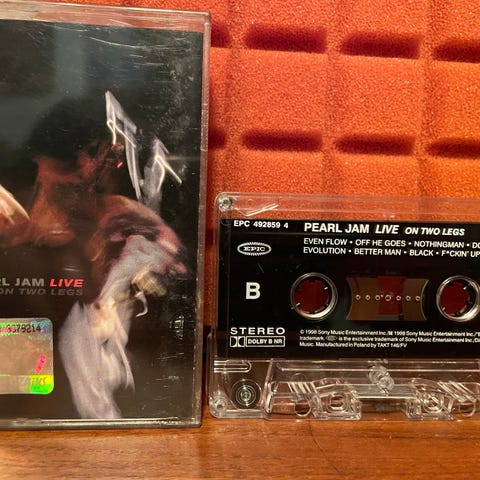 RL JAM LIVE
ON TWO LEGS
EPC 492859 4
EPIC
PEARL JAM LIVE ON TWO LEGS
EVEN FLOW • OFF HE GOES • NOTHINGMAN • DO
EVOLUTION • BETTER MAN • BLACK • F*CKIN' UP
B
STEREO
DOLBY B NR
© 1998 Sony Music Entertainment Inc./℗ 1998 Sony Music Entertainment Inc./
trademark. is the exclusive trademark of Sony Music Entertainment Inc./
Music. Manufactured in Poland by TAKT 146/FV